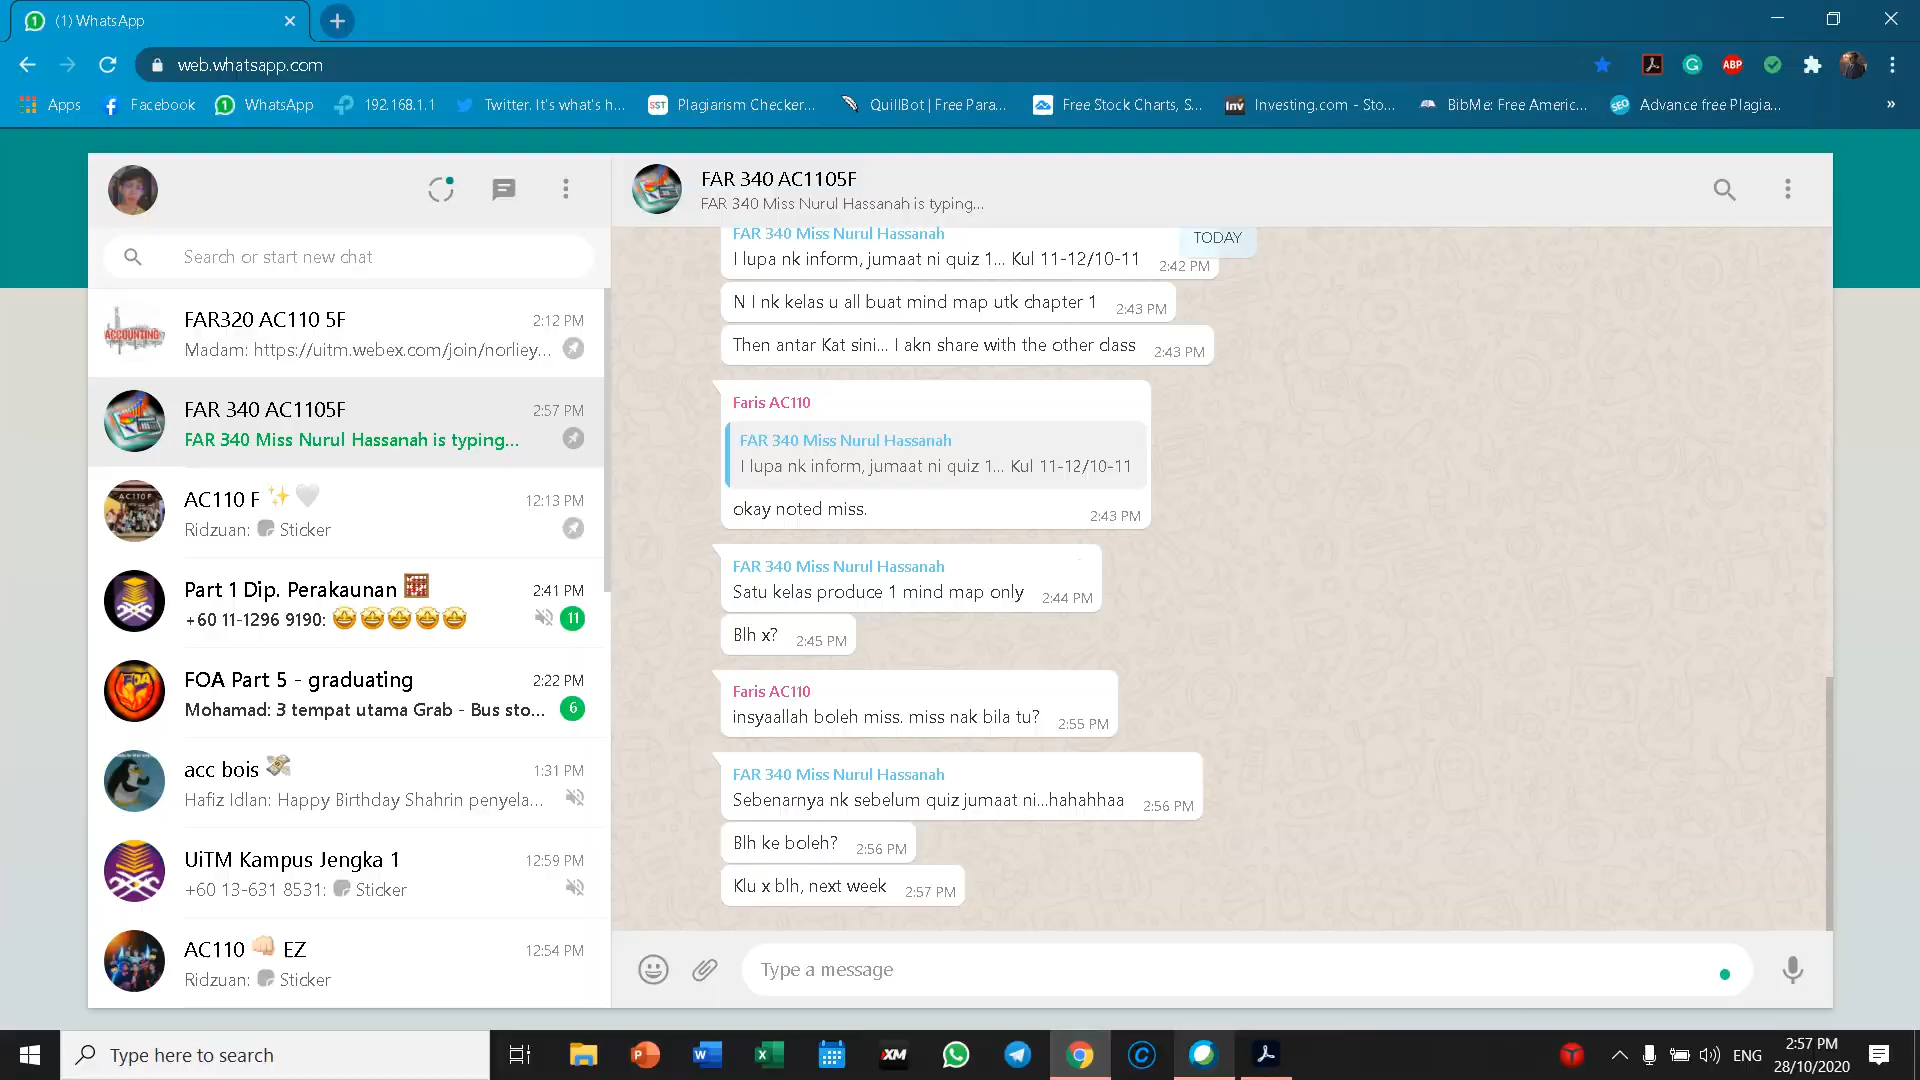 (1) WhatsApp
web.whatsapp.com
ABP
Apps
Facebook
WhatsApp
192.168.1.1
Twitter. It's what's h...
SST
Plagiarism Checker...
QuillBot | Free Para...
Free Stock Charts, S...
Inv
Investing.com - Sto...
BibMe: Free Americ...
SEO
Advance free Plagia...
»
Search or start new chat
ACCOUNTING
FAR320 AC110 5F
2:12 PM
Madam: https://uitm.webex.com/join/norliey...
FAR 340 AC1105F
2:57 PM
FAR 340 Miss Nurul Hassanah is typing...
AC110F
AC110 F ✨🤍
12:13 PM
Ridzuan: Sticker
Part 1 Dip. Perakaunan 🧮
2:41 PM
+60 11-1296 9190: 🤩🤩🤩🤩🤩
11
FOA
FOA Part 5 - graduating
2:22 PM
Mohamad: 3 tempat utama Grab - Bus sto...
6
acc bois 💸
1:31 PM
Hafiz Idlan: Happy Birthday Shahrin penyela...
UiTM Kampus Jengka 1
12:59 PM
+60 13-631 8531: Sticker
AC110 👊🏻 EZ
12:54 PM
Ridzuan: Sticker
FAR 340 AC1105F
FAR 340 Miss Nurul Hassanah is typing...
TODAY
FAR 340 Miss Nurul Hassanah
I lupa nk inform, jumaat ni quiz 1... Kul 11-12/10-11
2:42 PM
N I nk kelas u all buat mind map utk chapter 1
2:43 PM
Then antar Kat sini... I akn share with the other class
2:43 PM
Faris AC110
FAR 340 Miss Nurul Hassanah
I lupa nk inform, jumaat ni quiz 1... Kul 11-12/10-11
okay noted miss.
2:43 PM
FAR 340 Miss Nurul Hassanah
Satu kelas produce 1 mind map only
2:44 PM
Blh x?
2:45 PM
Faris AC110
insyaallah boleh miss. miss nak bila tu?
2:55 PM
FAR 340 Miss Nurul Hassanah
Sebenarnya nk sebelum quiz jumaat ni...hahahhaa
2:56 PM
Blh ke boleh?
2:56 PM
Klu x blh, next week
2:57 PM
Type a message
Type here to search
XM
ENG
2:57 PM
28/10/2020